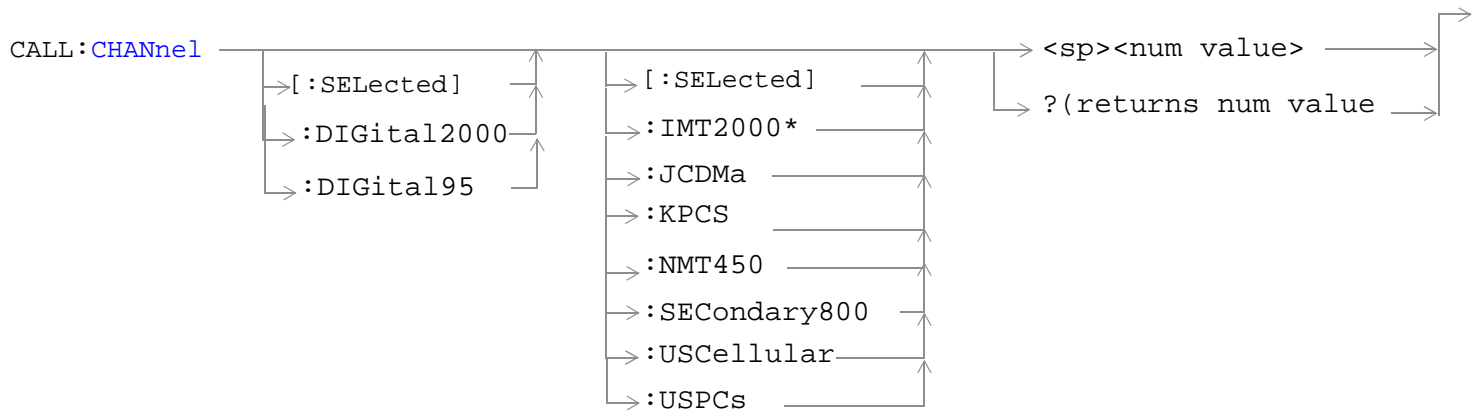 CALL:CHANnel
[:SELected]
:DIGital2000
:DIGital95
[:SELected]
:IMT2000*
:JCDMa
:KPCS
:NMT450
:SECondary800
:USCellular
:USPCs
<sp><num value>
?(returns num value